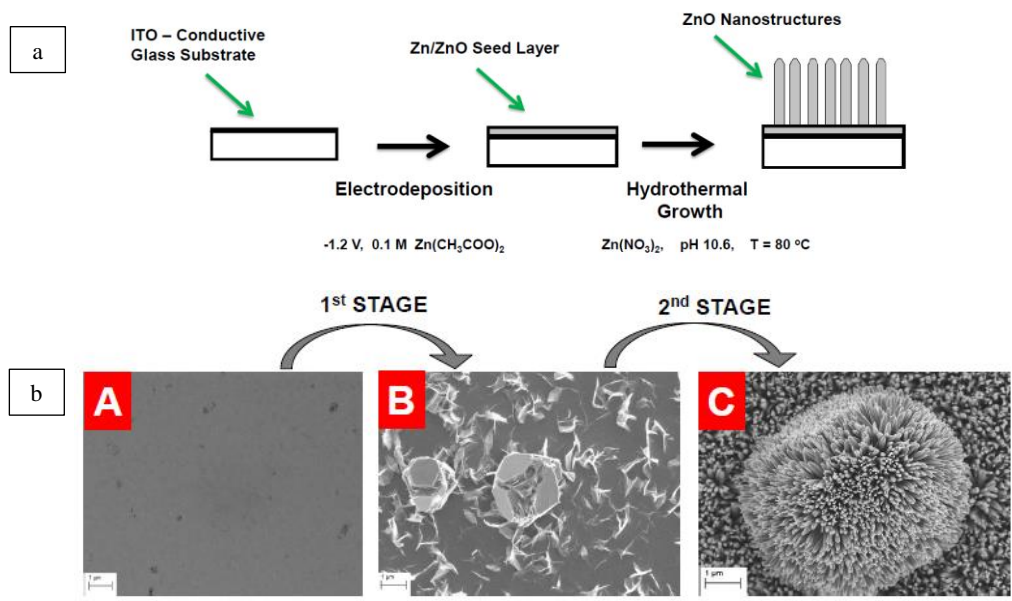 a
ITO – Conductive
Glass Substrate
Zn/ZnO Seed Layer
ZnO Nanostructures
Electrodeposition
Hydrothermal
Growth
-1.2 V, 0.1 M Zn(CH₃COO)₂
Zn(NO₃)₂, pH 10.6, T = 80 ºC
1st STAGE
2nd STAGE
b
A
B
C
1 µm
1 µm
1 µm